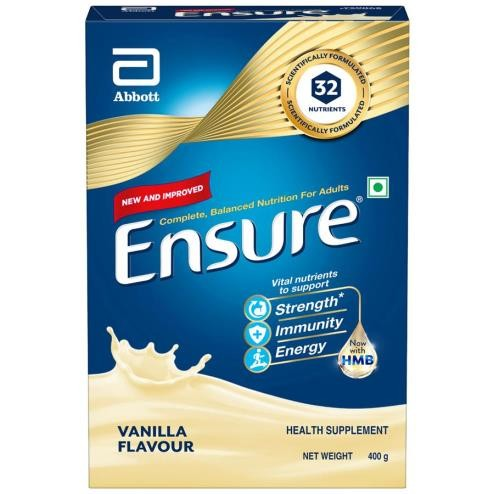 Abbott
SCIENTIFICALLY FORMULATED
32
NUTRIENTS
SCIENTIFICALLY FORMULATED
NEW AND IMPROVED
Complete, Balanced Nutrition For Adults
Ensure®
Vital nutrients
to support
Strength*
Immunity
Energy
Now
with
HMB
VANILLA
FLAVOUR
HEALTH SUPPLEMENT
NET WEIGHT 400 g